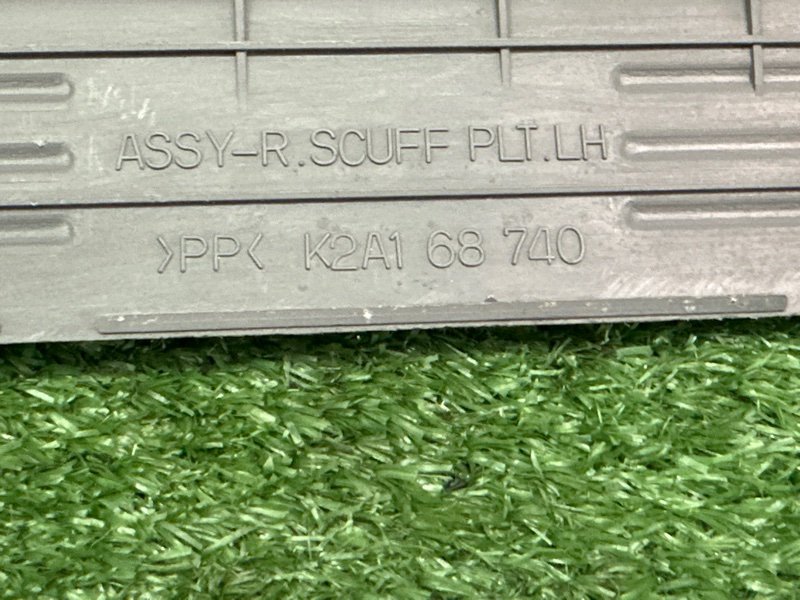 ASSY-R.SCUFF PLT.LH
>PP< K2A1 68 740